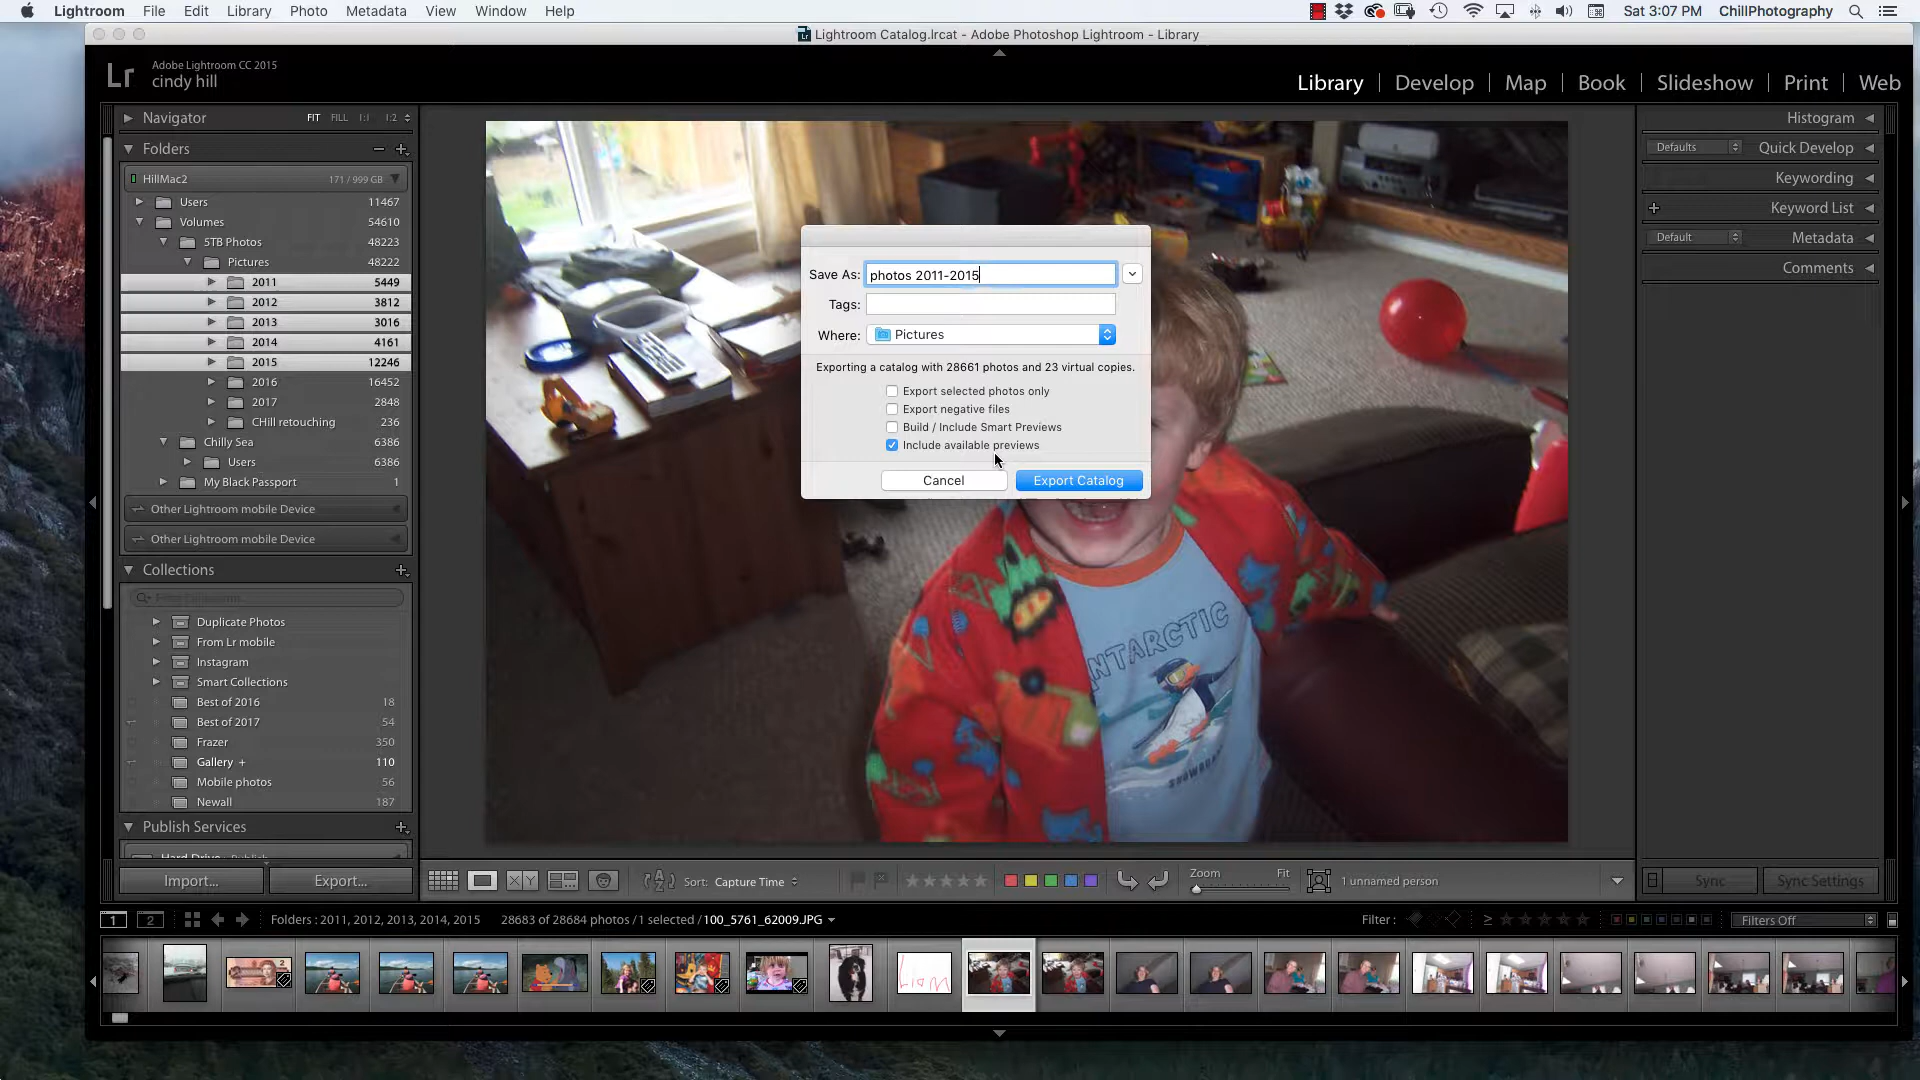 Lightroom File Edit Library Photo Metadata View Window Help Sat 3:07 PM ChillPhotography
Lightroom Catalog.lrcat - Adobe Photoshop Lightroom - Library
Lr Adobe Lightroom CC 2015
cindy hill
Library | Develop | Map | Book | Slideshow | Print | Web
Navigator FIT FILL 1:1 1:2
Folders
HillMac2 171 / 999 GB
Users 11467
Volumes 54610
5TB Photos 48223
Pictures 48222
2011 5449
2012 3812
2013 3016
2014 4161
2015 12246
2016 16452
2017 2848
CHill retouching 236
Chilly Sea 6386
Users 6386
My Black Passport 1
Other Lightroom mobile Device
Other Lightroom mobile Device
Collections
Duplicate Photos
From Lr mobile
Instagram
Smart Collections
Best of 2016 18
Best of 2017 54
Frazer 350
Gallery + 110
Mobile photos 56
Newall 187
Publish Services
Hard Drive - Publish
Import... Export...
Save As: photos 2011-2015
Tags:
Where: Pictures
Exporting a catalog with 28661 photos and 23 virtual copies.
Export selected photos only
Export negative files
Build / Include Smart Previews
Include available previews
Cancel Export Catalog
ANTARCTIC
Histogram
Defaults Quick Develop
Keywording
Keyword List
Default Metadata
Comments
XY Sort: Capture Time Zoom Fit 1 unnamed person Sync Sync Settings
1 2 Folders : 2011, 2012, 2013, 2014, 2015 28683 of 28684 photos / 1 selected / 100_5761_62009.JPG Filter : Filters Off
Liam